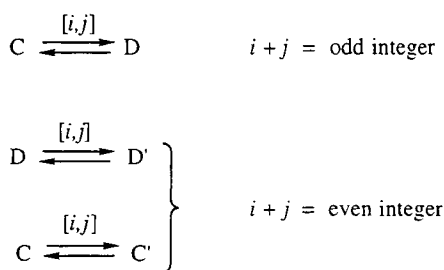 [i,j]
C ⇌ D i + j = odd integer
[i,j]
D ⇌ D'
[i,j]
C ⇌ C'
i + j = even integer